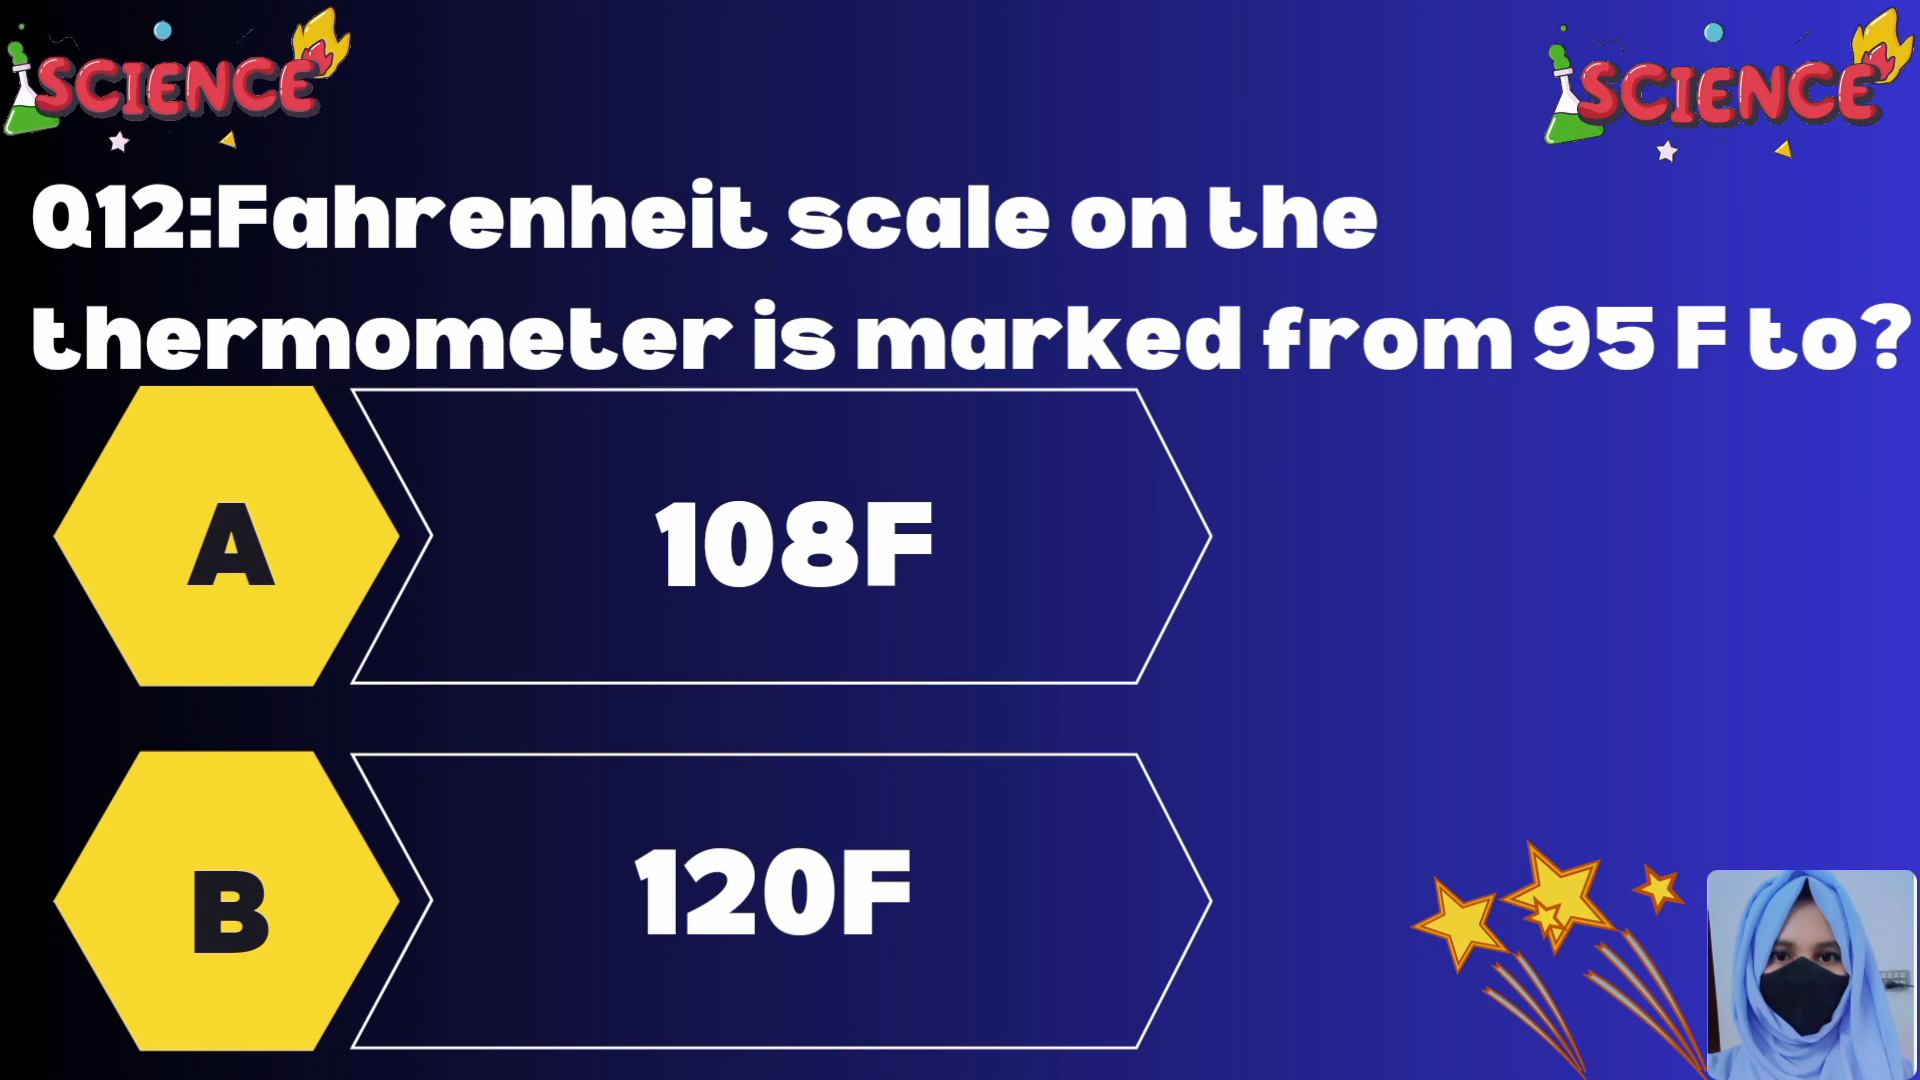 SCIENCE
SCIENCE
Q12:Fahrenheit scale on the
thermometer is marked from 95 F to?
A
108F
B
120F